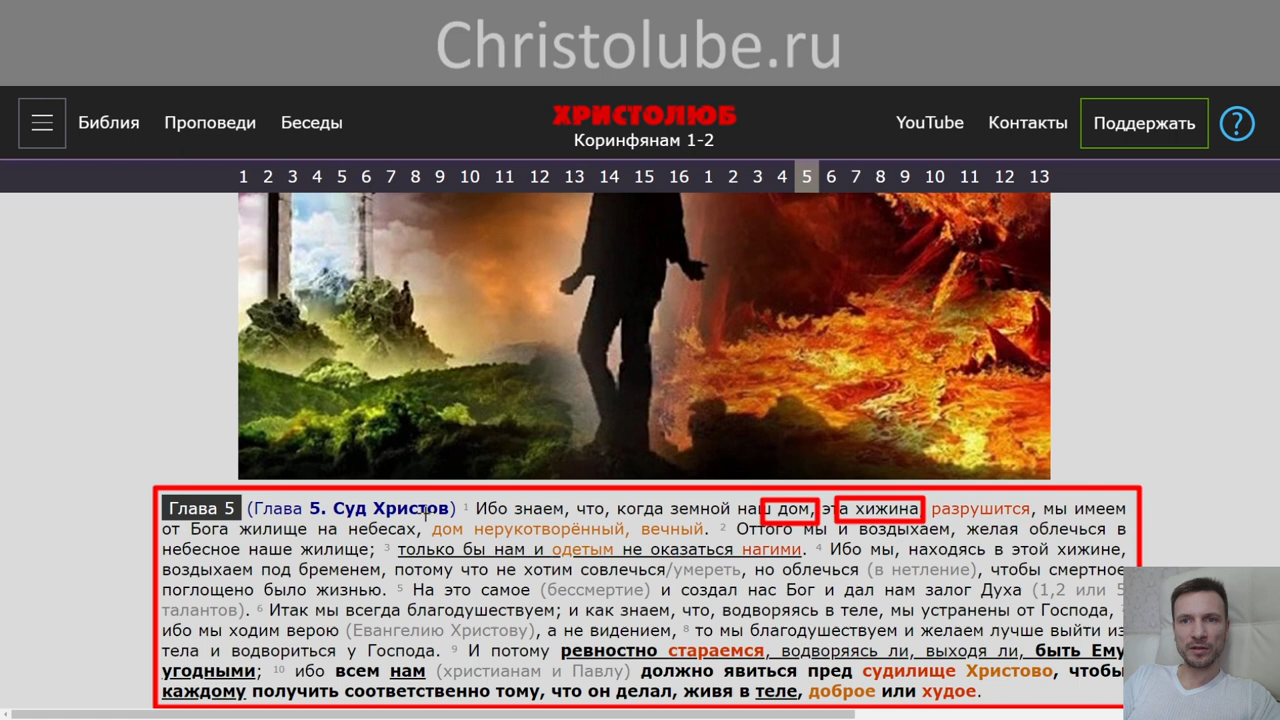 Christolube.ru
Библия Проповеди Беседы ХРИСТОЛЮБ YouTube Контакты Поддержать ?
Коринфянам 1-2
1 2 3 4 5 6 7 8 9 10 11 12 13 14 15 16 1 2 3 4 5 6 7 8 9 10 11 12 13
Глава 5 (Глава 5. Суд Христов) 1 Ибо знаем, что, когда земной наш дом, эта хижина, разрушится, мы имеем
от Бога жилище на небесах, дом нерукотворённый, вечный. 2 Оттого мы и воздыхаем, желая облечься в
небесное наше жилище; 3 только бы нам и одетым не оказаться нагими. 4 Ибо мы, находясь в этой хижине,
воздыхаем под бременем, потому что не хотим совлечься/умереть, но облечься (в нетление), чтобы смертное
поглощено было жизнью. 5 На это самое (бессмертие) и создал нас Бог и дал нам залог Духа (1,2 или 5
талантов). 6 Итак мы всегда благодушествуем; и как знаем, что, водворяясь в теле, мы устранены от Господа, 7
ибо мы ходим верою (Евангелию Христову), а не видением, 8 то мы благодушествуем и желаем лучше выйти из
тела и водвориться у Господа. 9 И потому ревностно стараемся, водворяясь ли, выходя ли, быть Ему
угодными; 10 ибо всем нам (христианам и Павлу) должно явиться пред судилище Христово, чтобы
каждому получить соответственно тому, что он делал, живя в теле, доброе или худое.